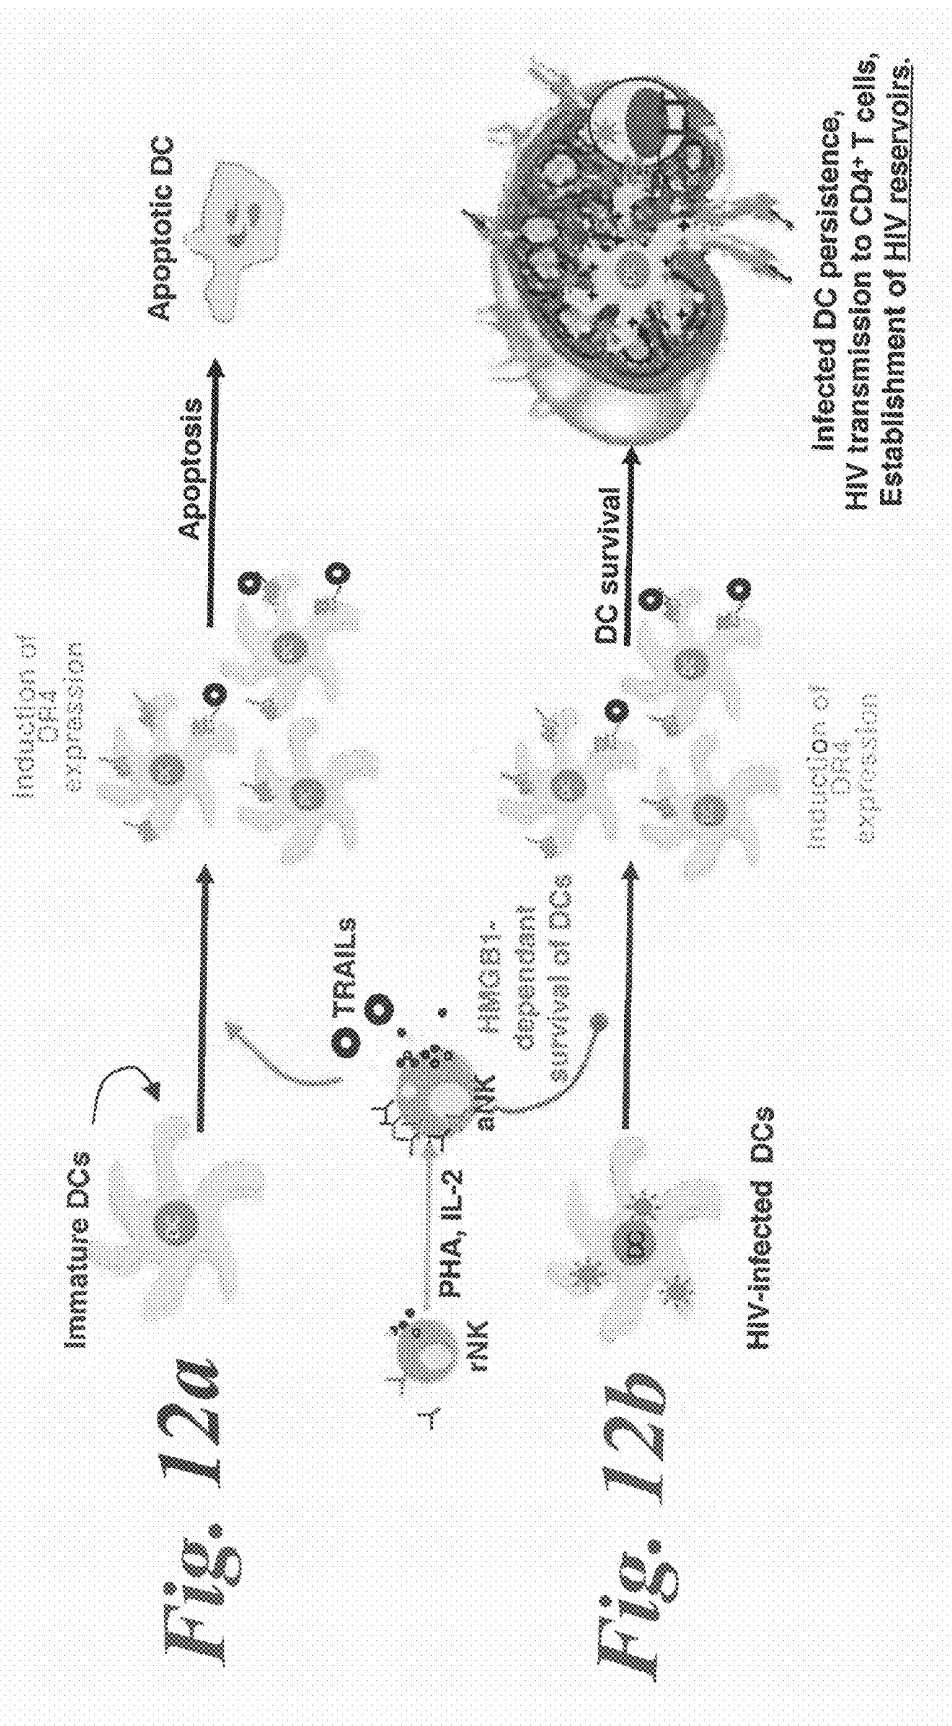 Fig. 12a
Immature DCs
Induction of
DR4
expression
Apoptosis
Apoptotic DC
rNK
PHA, IL-2
aNK
TRAILs
HMGB1-
dependant
survival of DCs
Fig. 12b
HIV-infected DCs
DC
Induction of
DR4
expression
DC survival
Infected DC persistence,
HIV transmission to CD4+ T cells,
Establishment of HIV reservoirs.